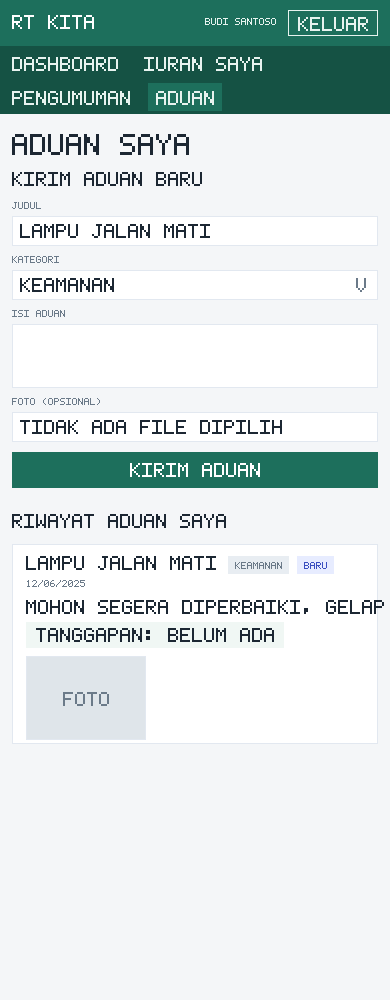 RT KITA
BUDI SANTOSO
KELUAR
DASHBOARD IURAN SAYA
PENGUMUMAN ADUAN
ADUAN SAYA
KIRIM ADUAN BARU
JUDUL
LAMPU JALAN MATI
KATEGORI
KEAMANAN V
ISI ADUAN
FOTO (OPSIONAL)
TIDAK ADA FILE DIPILIH
KIRIM ADUAN
RIWAYAT ADUAN SAYA
LAMPU JALAN MATI KEAMANAN BARU
12/06/2025
MOHON SEGERA DIPERBAIKI, GELAP
TANGGAPAN: BELUM ADA
FOTO